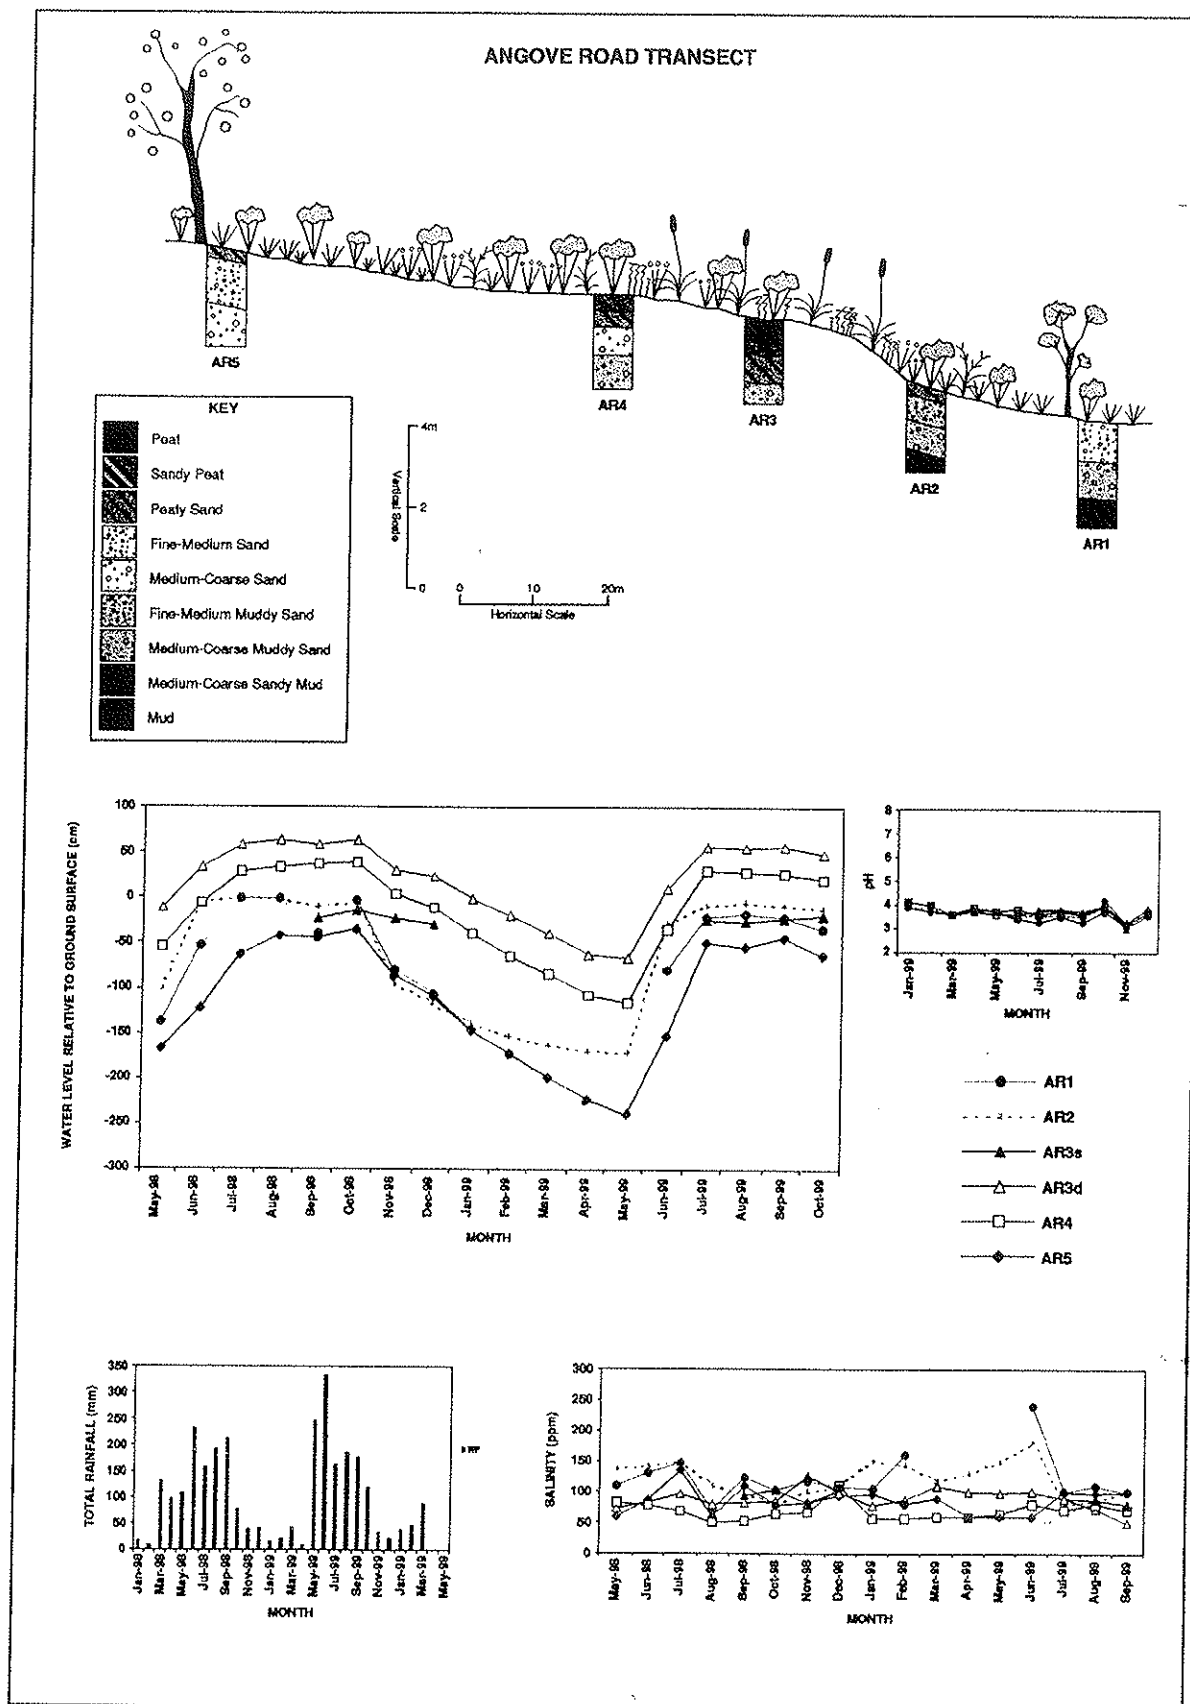 ANGOVE ROAD TRANSECT
AR5
AR4
AR3
AR2
AR1
KEY
Peat
Sandy Peat
Peaty Sand
Fine-Medium Sand
Medium-Coarse Sand
Fine-Medium Muddy Sand
Medium-Coarse Muddy Sand
Medium-Coarse Sandy Mud
Mud
4m
2
0
Vertical Scale
0 10 20m
Horizontal Scale
WATER LEVEL RELATIVE TO GROUND SURFACE (cm)
100
50
0
-50
-100
-150
-200
-250
-300
May-98 Jun-98 Jul-98 Aug-98 Sep-98 Oct-98 Nov-98 Dec-98 Jan-99 Feb-99 Mar-99 Apr-99 May-99 Jun-99 Jul-99 Aug-99 Sep-99 Oct-99
MONTH
pH
8
7
6
5
4
3
2
Jan-99 Mar-99 May-99 Jul-99 Sep-99 Nov-99
MONTH
AR1
AR2
AR3s
AR3d
AR4
AR5
TOTAL RAINFALL (mm)
350
300
250
200
150
100
50
0
Jan-98 Mar-98 May-98 Jul-98 Sep-98 Nov-98 Jan-99 Mar-99 May-99 Jul-99 Sep-99 Nov-99 Jan-99 Mar-99 May-99
MONTH
SALINITY (ppm)
300
250
200
150
100
50
0
May-98 Jun-98 Jul-98 Aug-98 Sep-98 Oct-98 Nov-98 Dec-98 Jan-99 Feb-99 Mar-99 Apr-99 May-99 Jun-99 Jul-99 Aug-99 Sep-99
MONTH